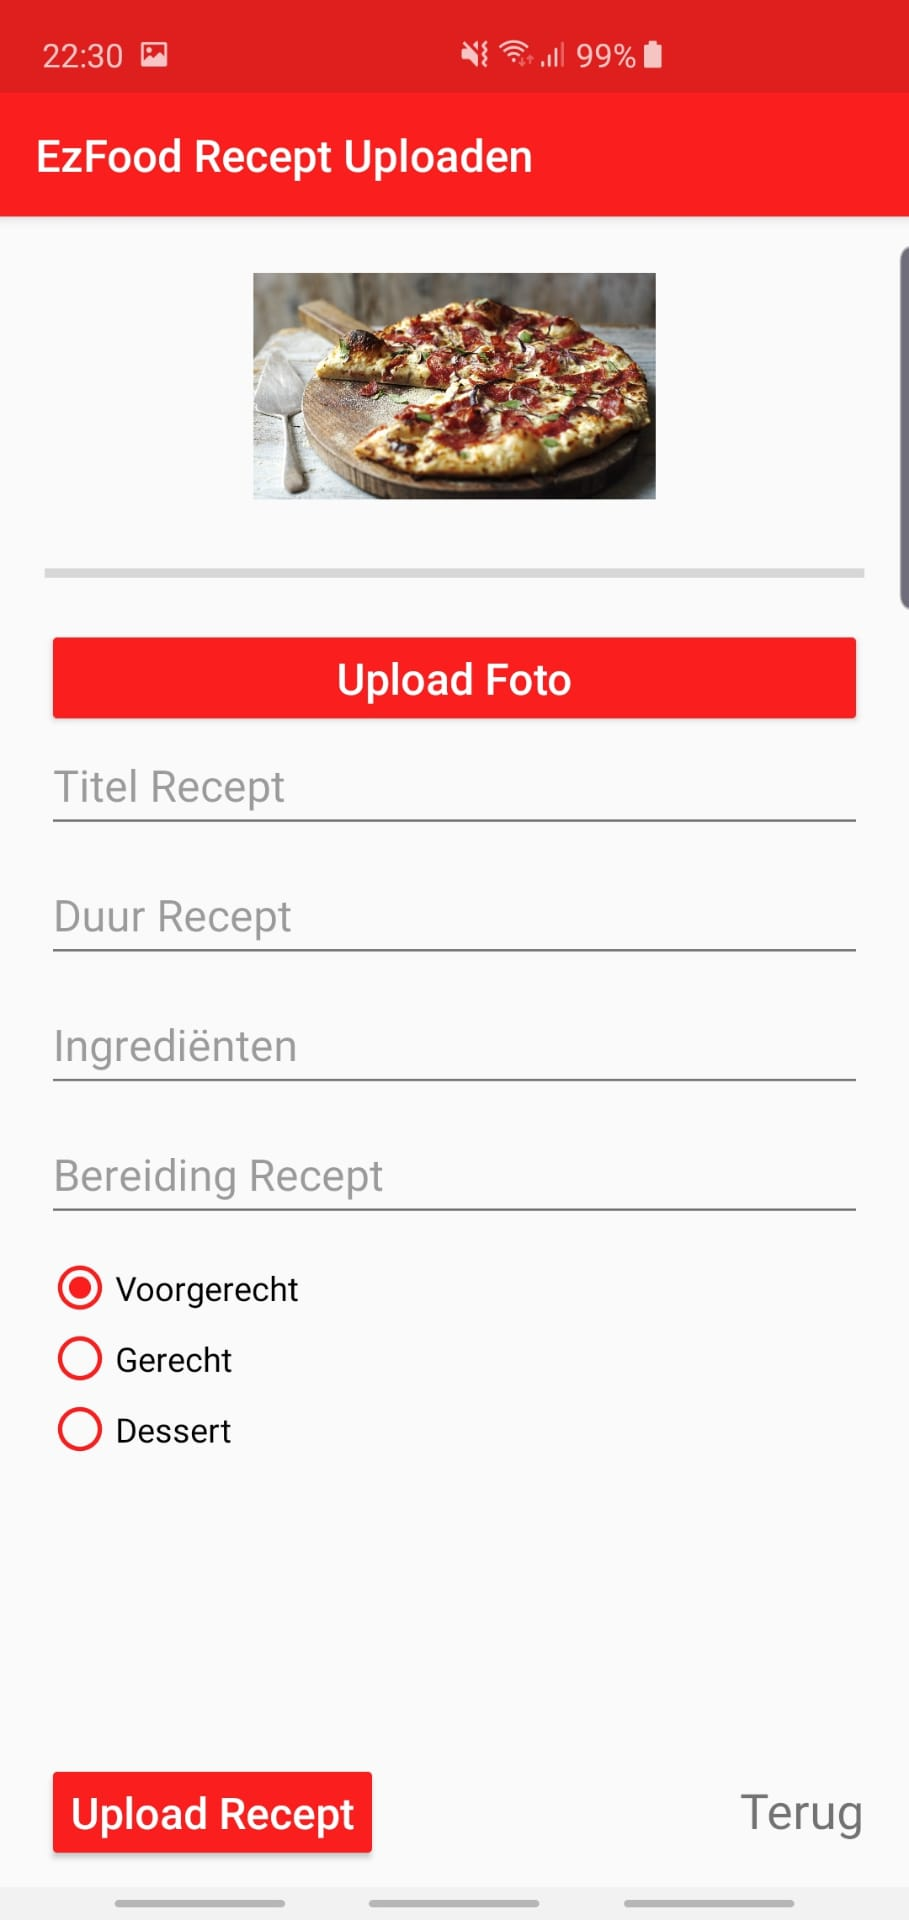 22:30 99%
EzFood Recept Uploaden
Upload Foto
Titel Recept
Duur Recept
Ingrediënten
Bereiding Recept
Voorgerecht
Gerecht
Dessert
Upload Recept
Terug